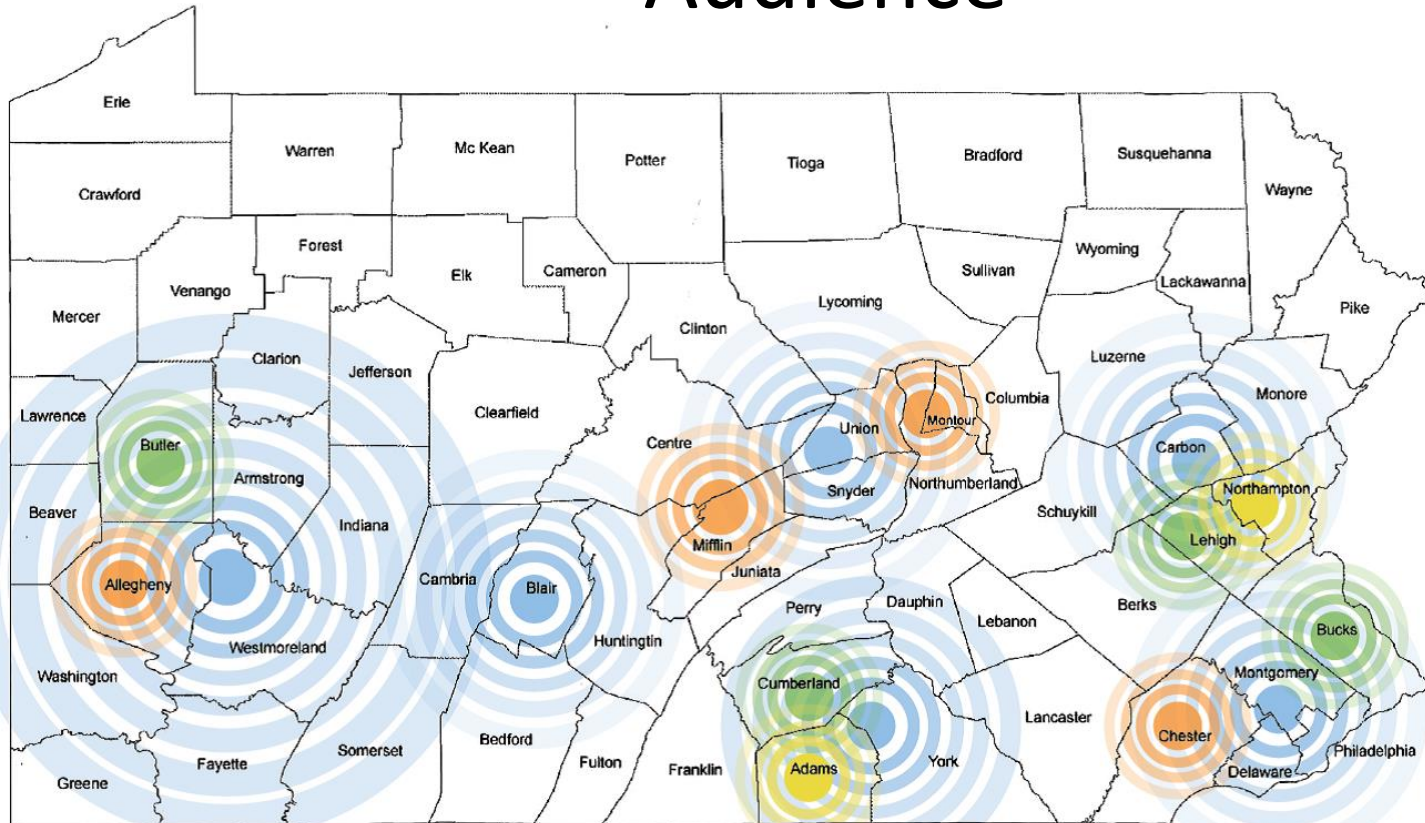 Audience
Erie
Warren
Mc Kean
Potter
Tioga
Bradford
Susquehanna
Wayne
Crawford
Forest
Elk
Cameron
Sullivan
Wyoming
Lackawanna
Venango
Mercer
Clinton
Lycoming
Pike
Clarion
Jefferson
Luzerne
Monore
Lawrence
Clearfield
Columbia
Butler
Centre
Union
Montour
Carbon
Armstrong
Snyder
Northumberland
Northampton
Beaver
Indiana
Schuykill
Lehigh
Mifflin
Juniata
Allegheny
Cambria
Blair
Perry
Dauphin
Lebanon
Berks
Bucks
Huntingtin
Westmoreland
Washington
Cumberland
Montgomery
Lancaster
Chester
Bedford
Somerset
Fayette
Fulton
Franklin
Adams
York
Delaware
Philadelphia
Greene